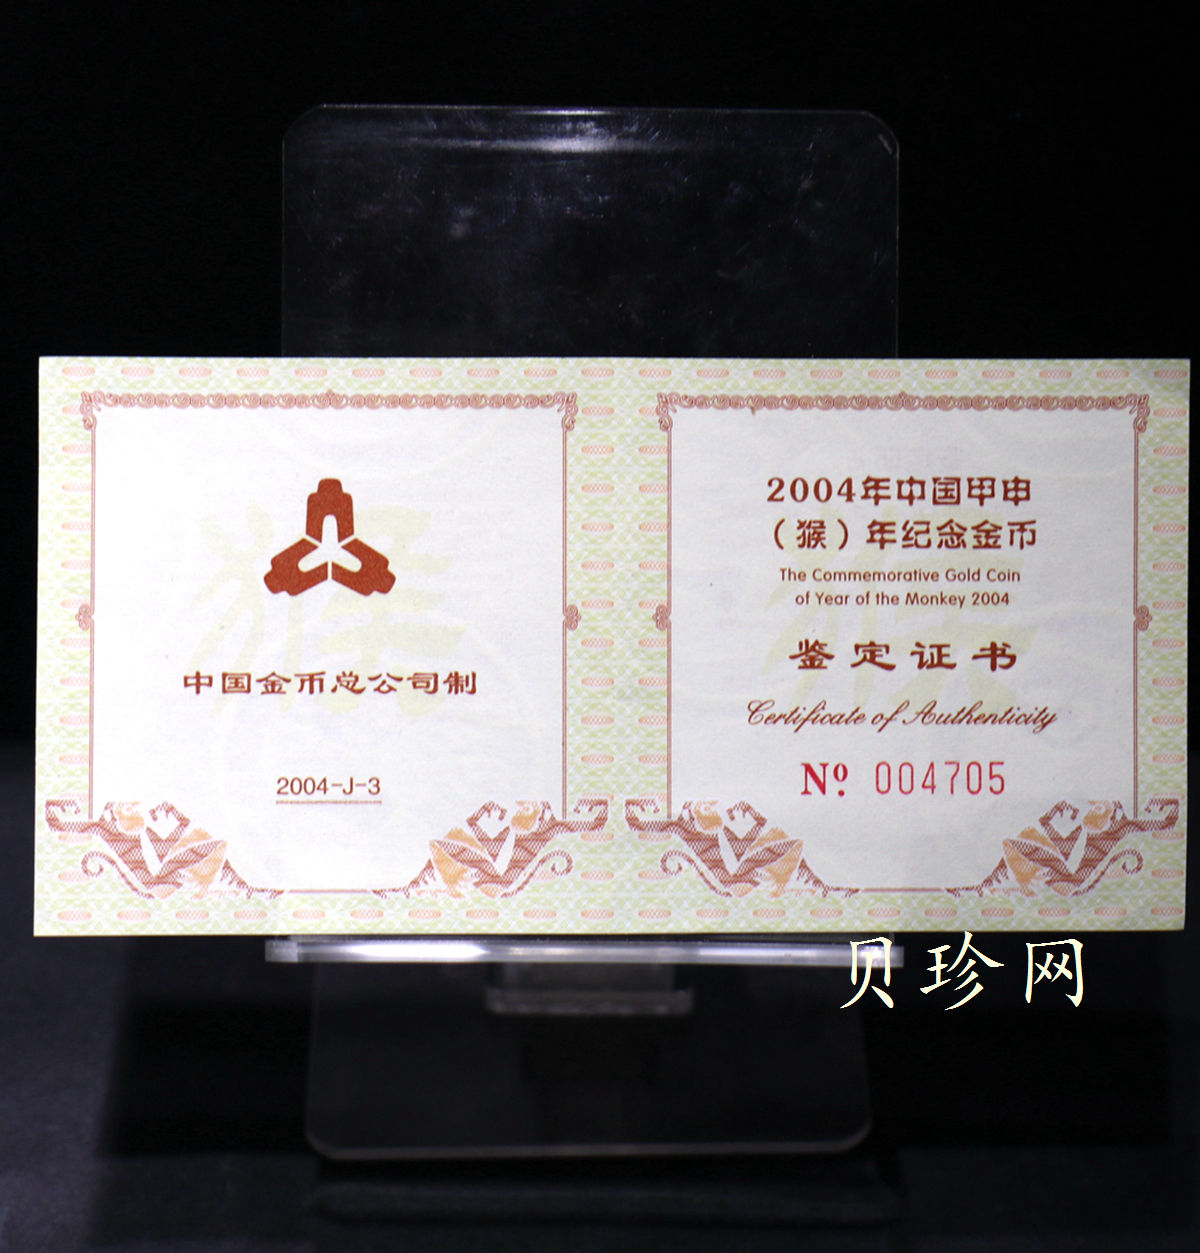 中国金币总公司制
2004-J-3
2004年中国甲申
（猴）年纪念金币
The Commemorative Gold Coin
of Year of the Monkey 2004
鉴定证书
Certificate of Authenticity
Nº 004705
贝珍网